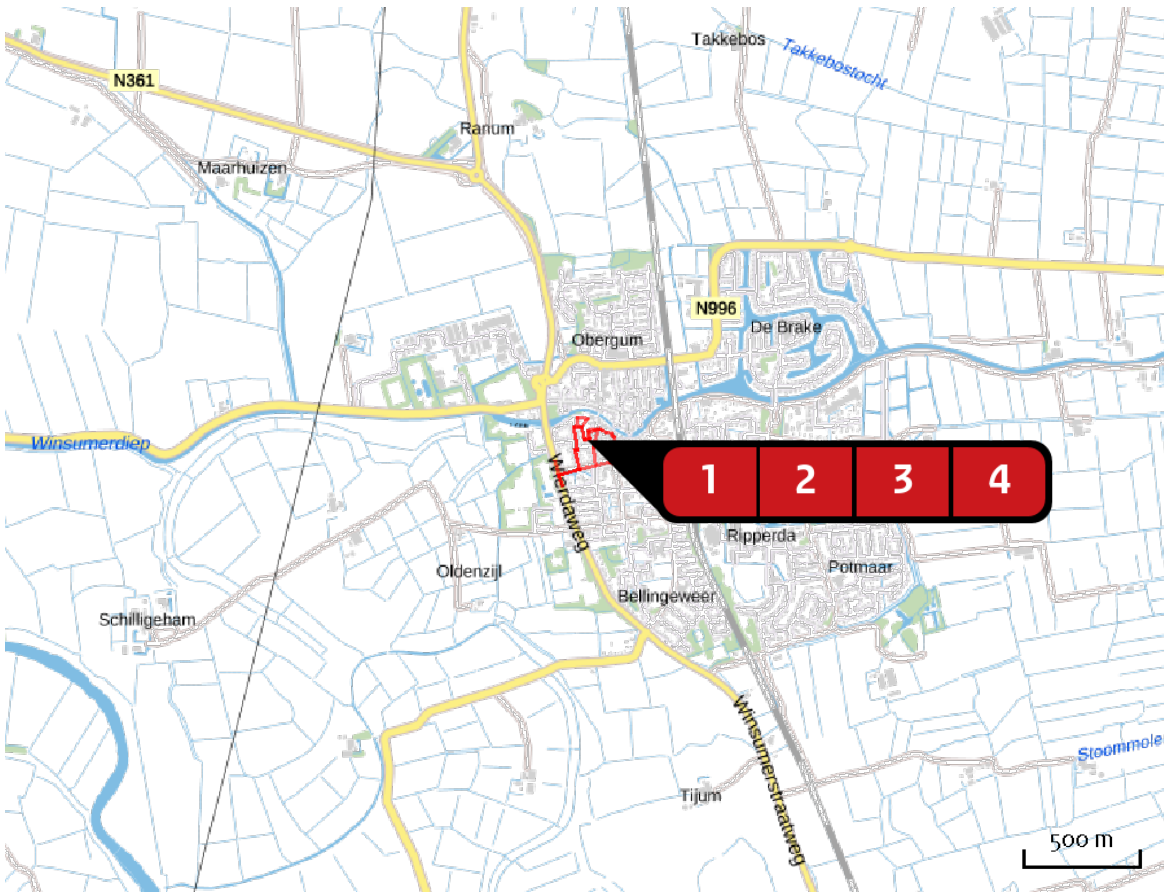 Takkebos
Takkebostocht
N361
Ranum
Maarhuizen
N996
De Brake
Obergum
Winsumerdiep
Wierdaweg
1 2 3 4
Ripperda
Oldenzijl
Potmaar
Bellingeweer
Schilligeham
Winsumerstraatweg
Stoommolen
Tijum
500 m